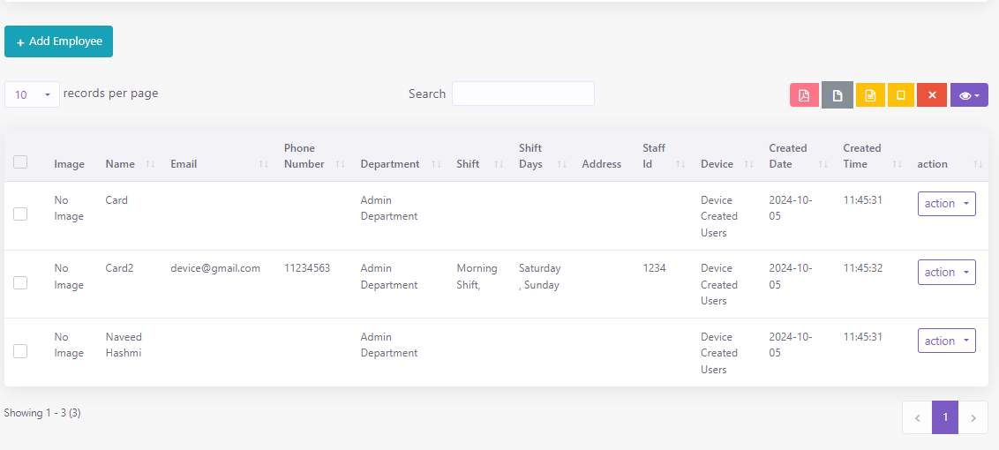 + Add Employee
10 records per page Search
Image Name Email Phone Number Department Shift Shift Days Address Staff Id Device Created Date Created Time action
No Image Card Admin Department Device Created Users 2024-10-05 11:45:31 action
No Image Card2 device@gmail.com 11234563 Admin Department Morning Shift, Saturday , Sunday 1234 Device Created Users 2024-10-05 11:45:32 action
No Image Naveed Hashmi Admin Department Device Created Users 2024-10-05 11:45:31 action
Showing 1 - 3 (3) < 1 >